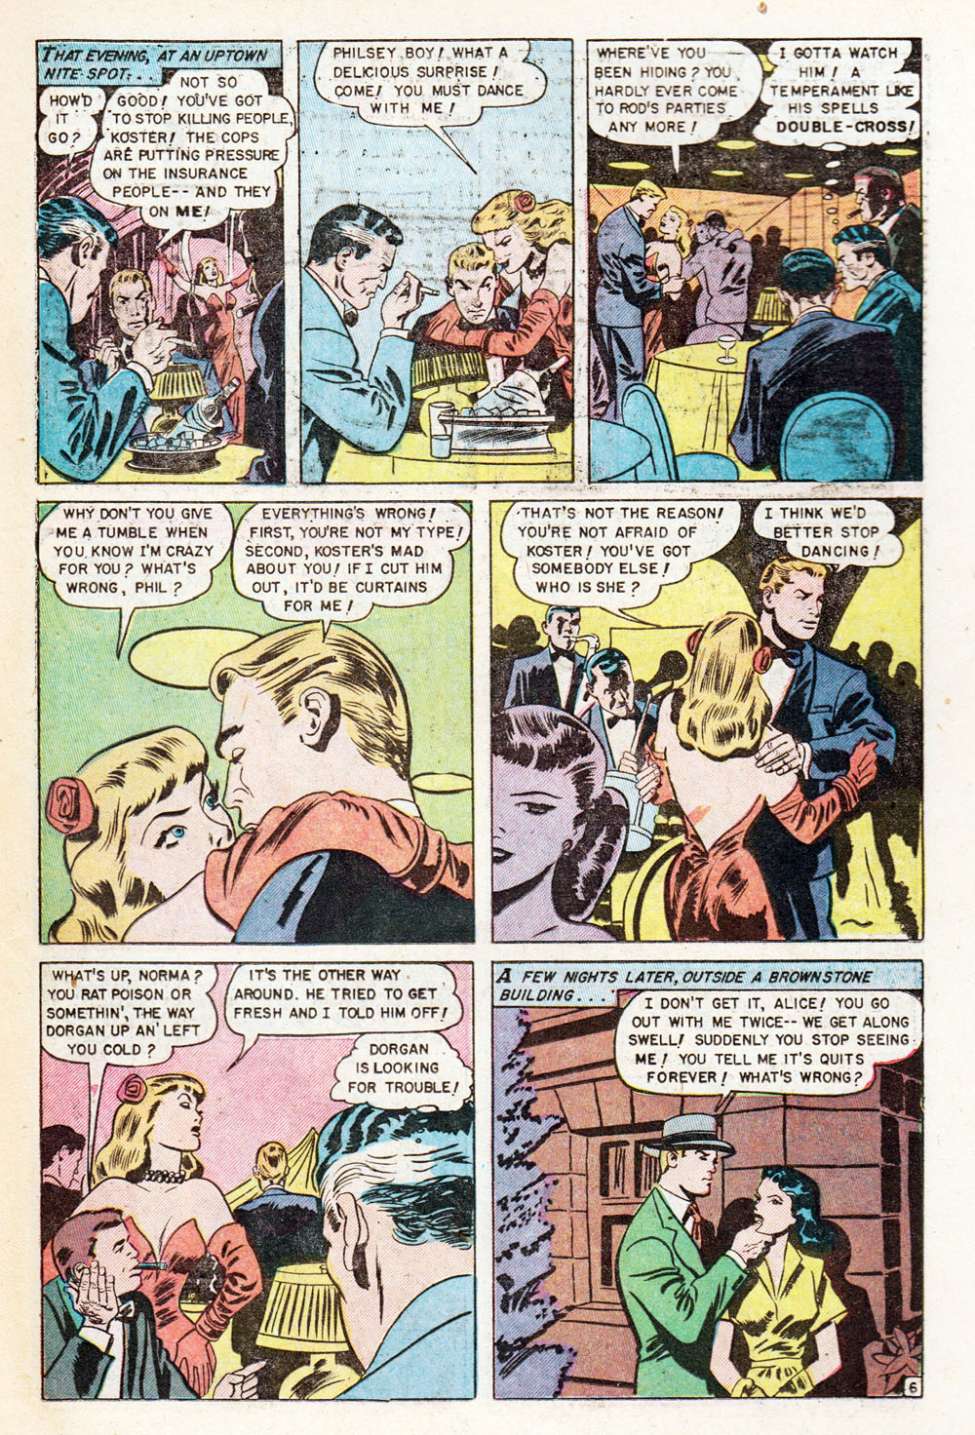 THAT EVENING, AT AN UPTOWN
NITE-SPOT...
HOW'D
IT
GO?
NOT SO
GOOD! YOU'VE GOT
TO STOP KILLING PEOPLE,
KOSTER! THE COPS
ARE PUTTING PRESSURE
ON THE INSURANCE
PEOPLE-- AND THEY
ON ME!
PHILSEY BOY! WHAT A
DELICIOUS SURPRISE!
COME! YOU MUST DANCE
WITH ME!
WHERE'VE YOU
BEEN HIDING? YOU
HARDLY EVER COME
TO ROD'S PARTIES
ANY MORE!
I GOTTA WATCH
HIM! A
TEMPERAMENT LIKE
HIS SPELLS
DOUBLE-CROSS!
WHY DON'T YOU GIVE
ME A TUMBLE WHEN
YOU KNOW I'M CRAZY
FOR YOU? WHAT'S
WRONG, PHIL?
EVERYTHING'S WRONG!
FIRST, YOU'RE NOT MY TYPE!
SECOND, KOSTER'S MAD
ABOUT YOU! IF I CUT HIM
OUT, IT'D BE CURTAINS
FOR ME!
THAT'S NOT THE REASON!
YOU'RE NOT AFRAID OF
KOSTER! YOU'VE GOT
SOMEBODY ELSE!
WHO IS SHE?
I THINK WE'D
BETTER STOP
DANCING!
WHAT'S UP, NORMA?
YOU RAT POISON OR
SOMETHIN', THE WAY
DORGAN UP AN' LEFT
YOU COLD?
IT'S THE OTHER WAY
AROUND. HE TRIED TO GET
FRESH AND I TOLD HIM OFF!
DORGAN
IS LOOKING
FOR TROUBLE!
A FEW NIGHTS LATER, OUTSIDE A BROWNSTONE
BUILDING...
I DON'T GET IT, ALICE! YOU GO
OUT WITH ME TWICE-- WE GET ALONG
SWELL! SUDDENLY YOU STOP SEEING
ME! YOU TELL ME IT'S QUITS
FOREVER! WHAT'S WRONG?
6